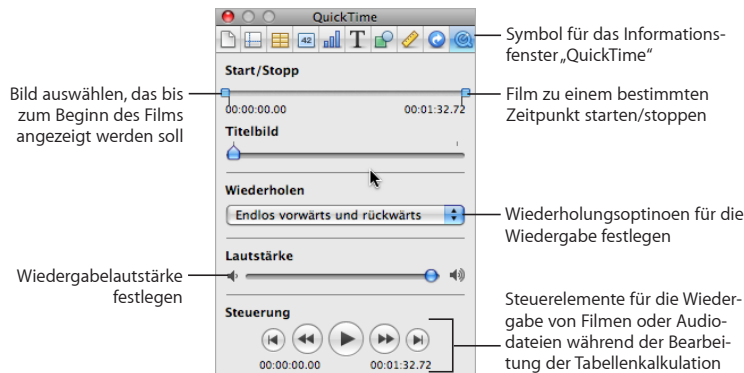 QuickTime
42
T
Symbol für das Informations-
fenster „QuickTime“
Start/Stopp
Bild auswählen, das bis
zum Beginn des Films
angezeigt werden soll
00:00:00.00
00:01:32.72
Film zu einem bestimmten
Zeitpunkt starten/stoppen
Titelbild
Wiederholen
Endlos vorwärts und rückwärts
Wiederholungsoptinoen für die
Wiedergabe festlegen
Lautstärke
Wiedergabelautstärke
festlegen
Steuerung
00:00:00.00
00:01:32.72
Steuerelemente für die Wieder-
gabe von Filmen oder Audio-
dateien während der Bearbei-
tung der Tabellenkalkulation